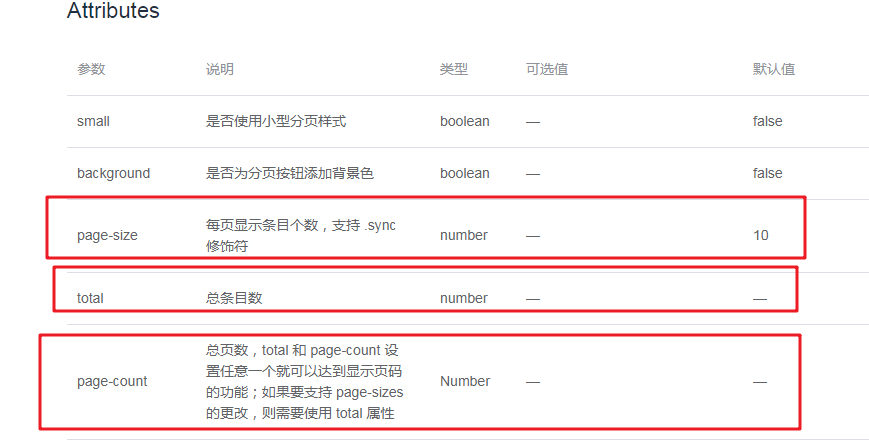 Attributes
参数 说明 类型 可选值 默认值
small 是否使用小型分页样式 boolean — false
background 是否为分页按钮添加背景色 boolean — false
每页显示条目个数，支持 .sync
page-size number — 10
修饰符
total 总条目数 number — —
总页数，total 和 page-count 设
置任意一个就可以达到显示页码
page-count Number — —
的功能；如果要支持 page-sizes
的更改，则需要使用 total 属性